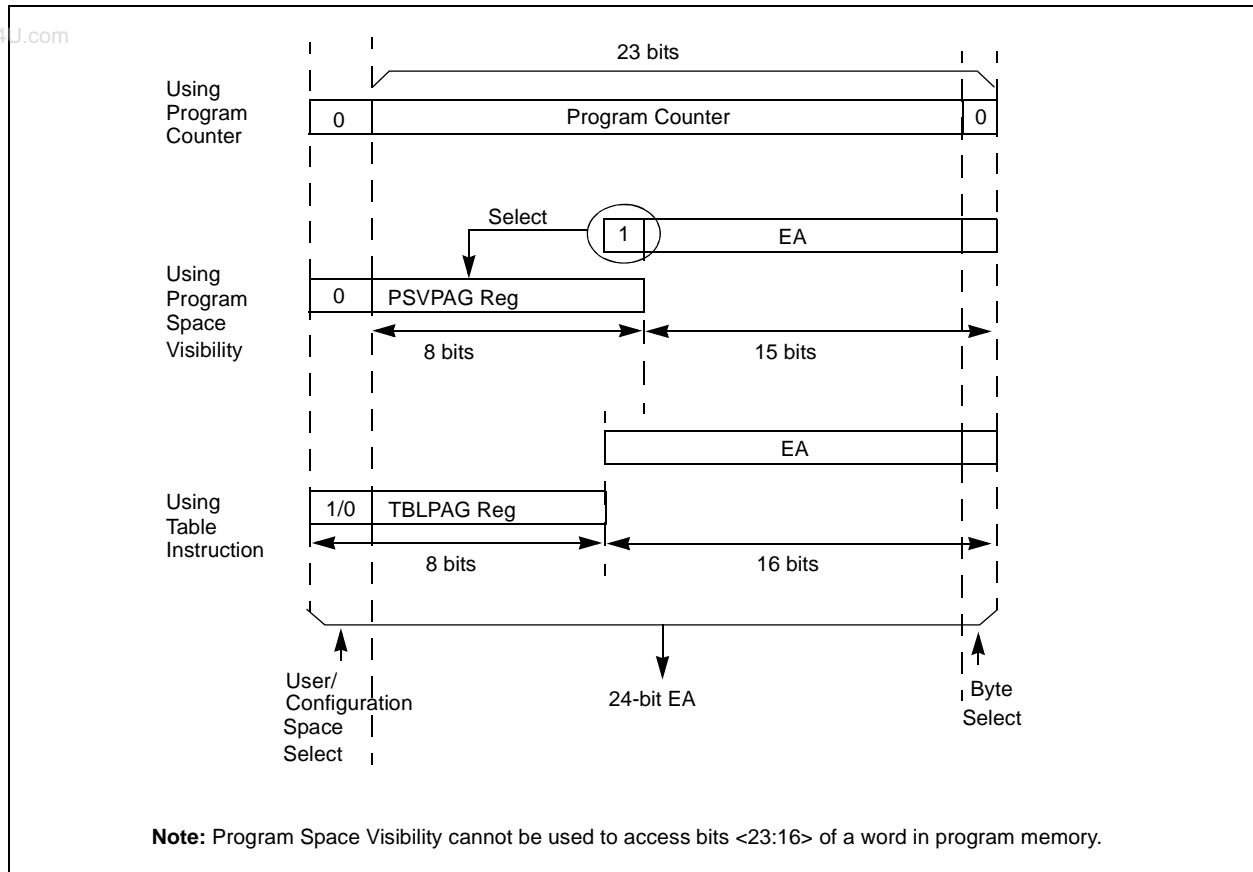 4U.com
23 bits
Using
Program
Counter
0
Program Counter
0
Select
1
EA
Using
Program
Space
Visibility
0
PSVPAG Reg
8 bits
15 bits
EA
Using
Table
Instruction
1/0
TBLPAG Reg
8 bits
16 bits
User/
Configuration
Space
Select
24-bit EA
Byte
Select
Note: Program Space Visibility cannot be used to access bits <23:16> of a word in program memory.